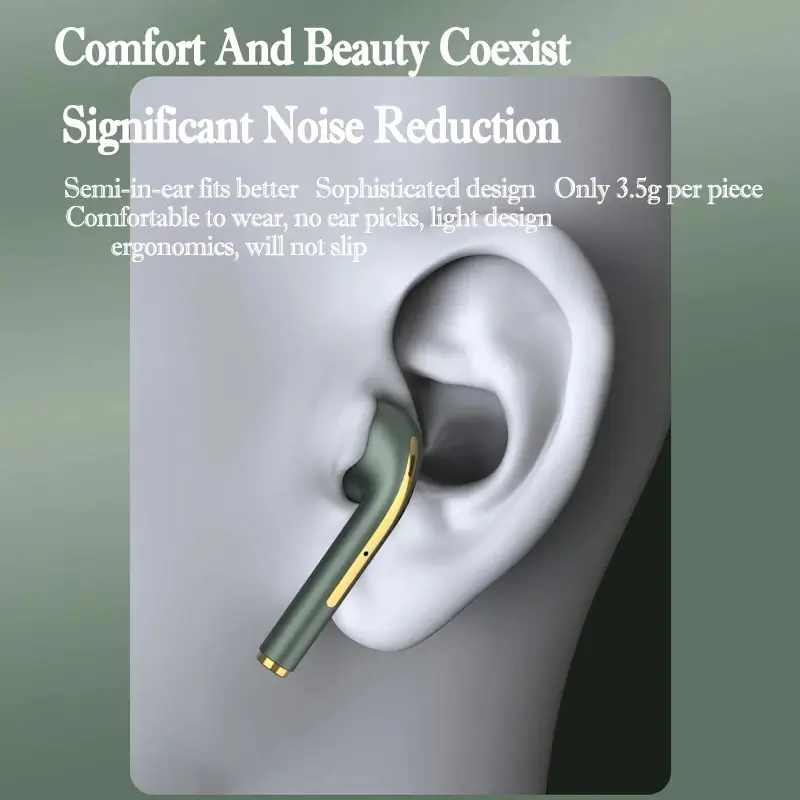 Comfort And Beauty Coexist
Significant Noise Reduction
Semi-in-ear fits better Sophisticated design Only 3.5g per piece
Comfortable to wear, no ear picks, light design
ergonomics, will not slip